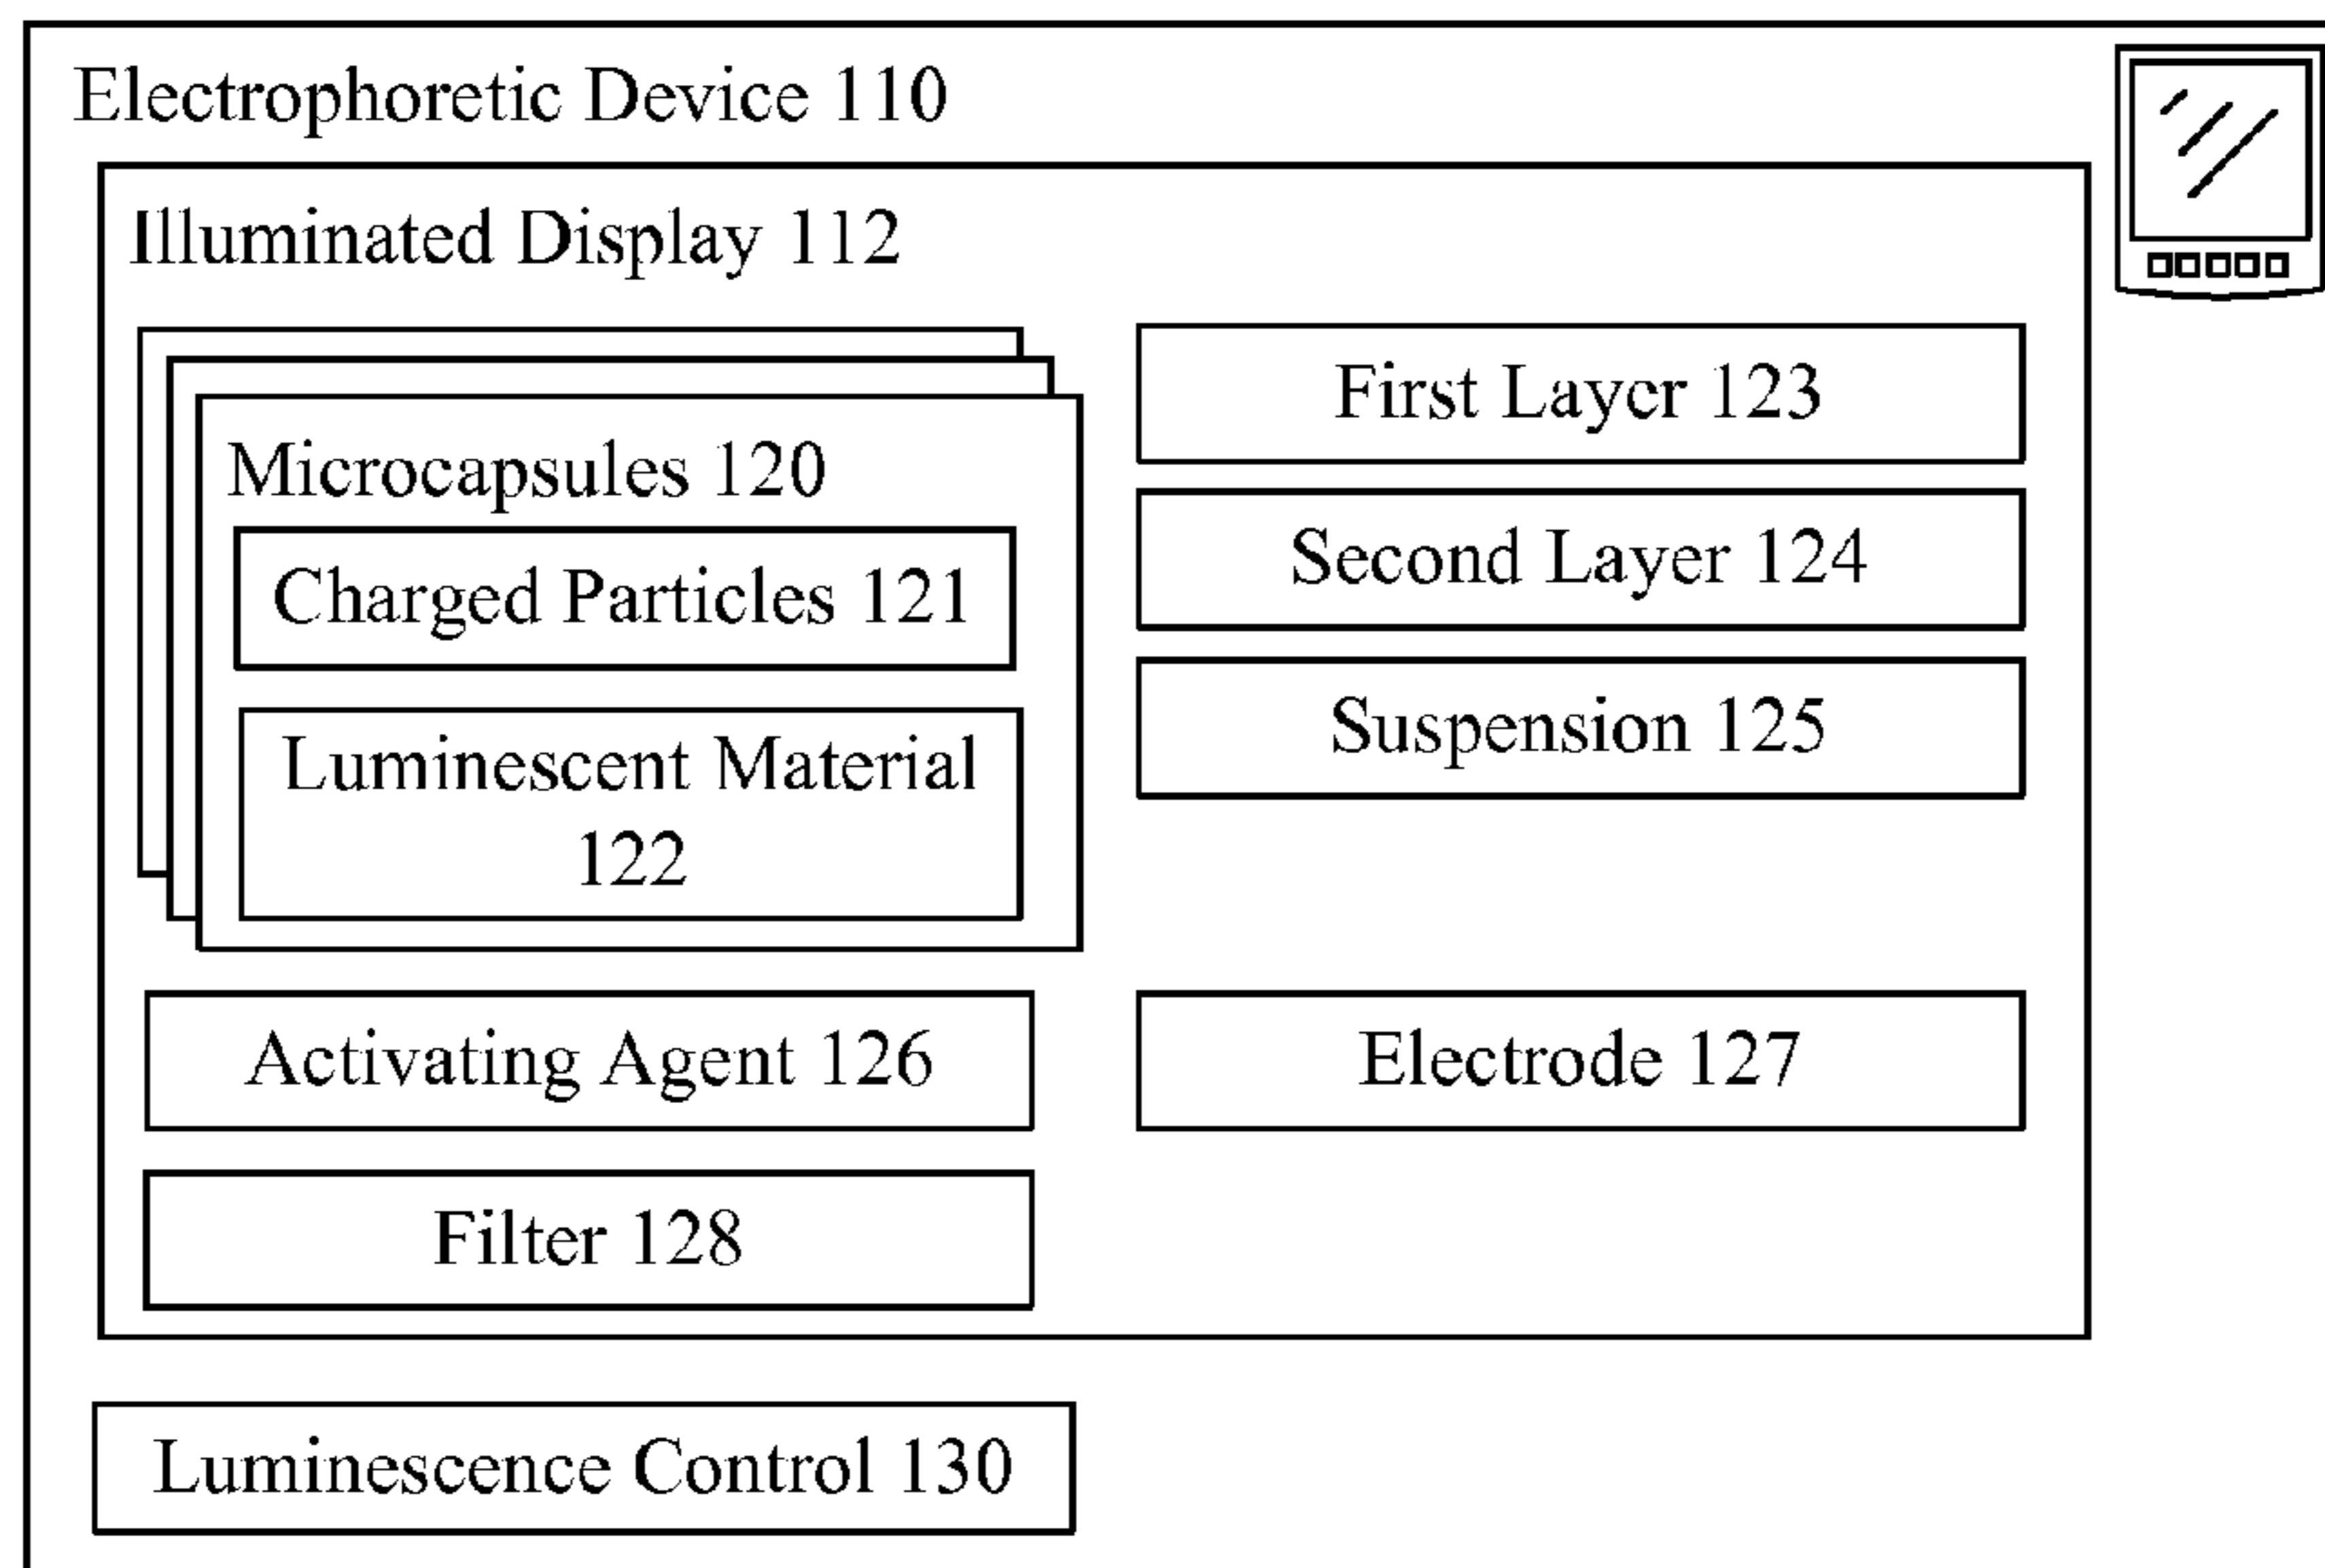 Electrophoretic Device 110
Illuminated Display 112
Microcapsules 120
Charged Particles 121
Luminescent Material
122
First Layer 123
Second Layer 124
Suspension 125
Activating Agent 126
Electrode 127
Filter 128
Luminescence Control 130